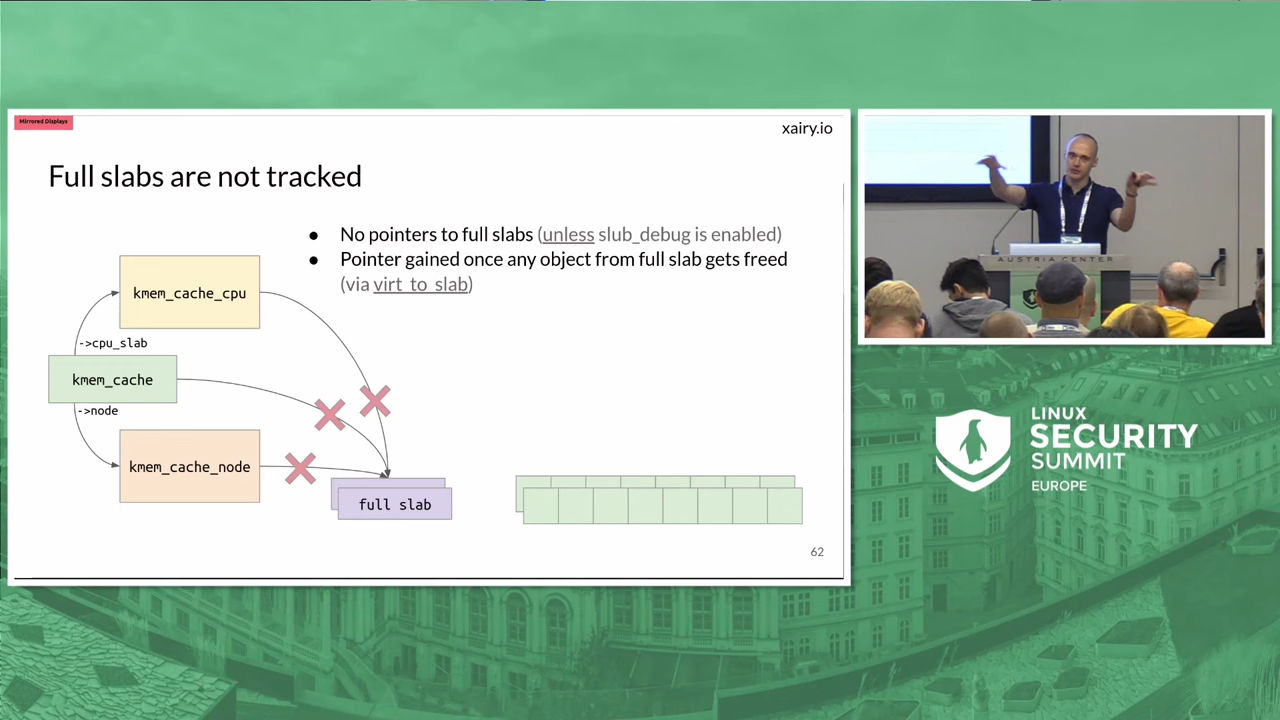 Mirrored Displays
xairy.io
Full slabs are not tracked
● No pointers to full slabs (unless slub_debug is enabled)
● Pointer gained once any object from full slab gets freed
(via virt_to_slab)
kmem_cache_cpu
->cpu_slab
kmem_cache
->node
kmem_cache_node
full slab
62
AUSTRIA CENTER
LINUX
SECURITY
SUMMIT
EUROPE